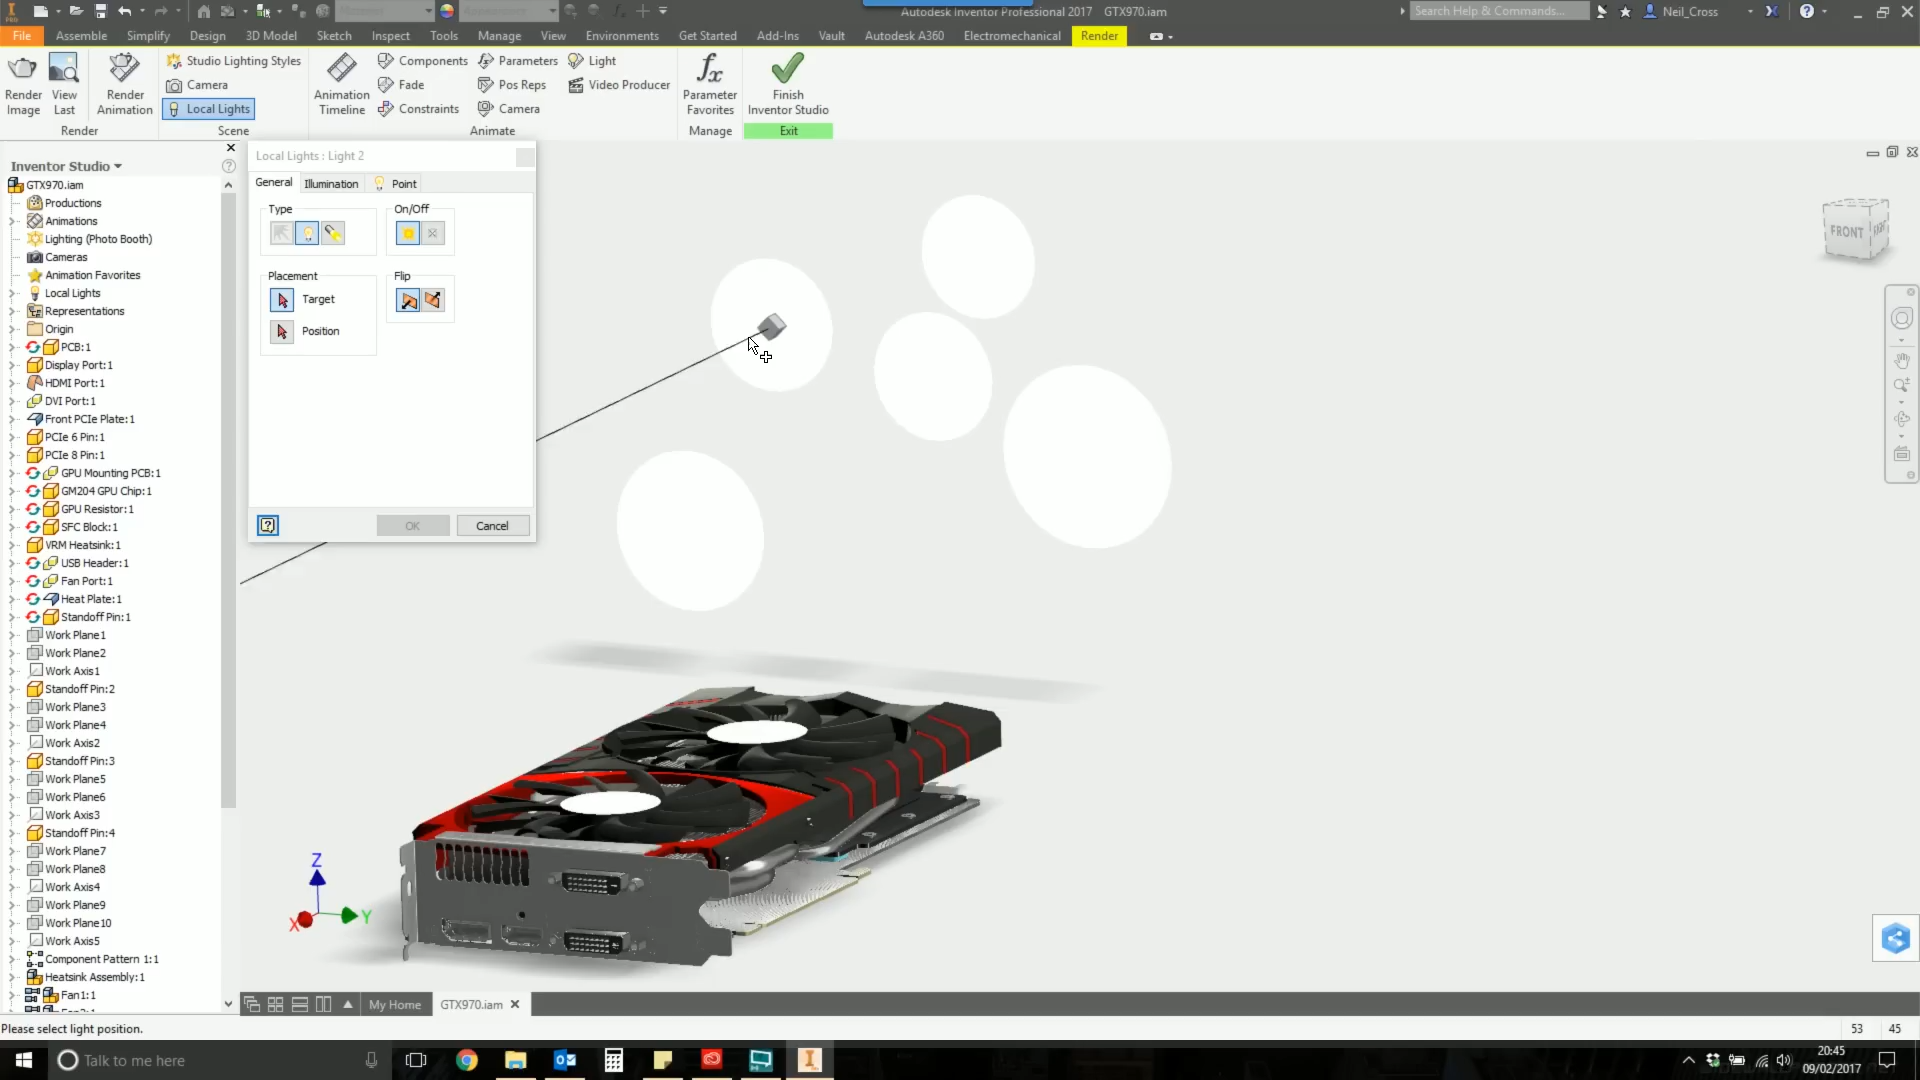 Autodesk Inventor Professional 2017 GTX970.iam
Search Help & Commands...
Neil_Cross
File Assemble Simplify Design 3D Model Sketch Inspect Tools Manage View Environments Get Started Add-Ins Vault Autodesk A360 Electromechanical Render
Render Image
View Last
Render Animation
Studio Lighting Styles
Camera
Local Lights
Animation Timeline
Components
Fade
Constraints
Parameters
Pos Reps
Camera
Light
Video Producer
fx
Parameter Favorites
Finish Inventor Studio
Render
Scene
Animate
Manage
Exit
Inventor Studio
GTX970.iam
Productions
Animations
Lighting (Photo Booth)
Cameras
Animation Favorites
Local Lights
Representations
Origin
PCB:1
Display Port:1
HDMI Port:1
DVI Port:1
Front PCIe Plate:1
PCIe 6 Pin:1
PCIe 8 Pin:1
GPU Mounting PCB:1
GM204 GPU Chip:1
GPU Resistor:1
SFC Block:1
VRM Heatsink:1
USB Header:1
Fan Port:1
Heat Plate:1
Standoff Pin:1
Work Plane1
Work Plane2
Work Axis1
Standoff Pin:2
Work Plane3
Work Plane4
Work Axis2
Standoff Pin:3
Work Plane5
Work Plane6
Work Axis3
Standoff Pin:4
Work Plane7
Work Plane8
Work Axis4
Work Plane9
Work Plane10
Work Axis5
Component Pattern 1:1
Heatsink Assembly:1
Fan1:1
Local Lights : Light 2
General Illumination Point
Type
On/Off
Placement
Flip
Target
Position
OK
Cancel
FRONT
Z
X
Y
My Home
GTX970.iam
Please select light position.
53 45
Talk to me here
20:45
09/02/2017